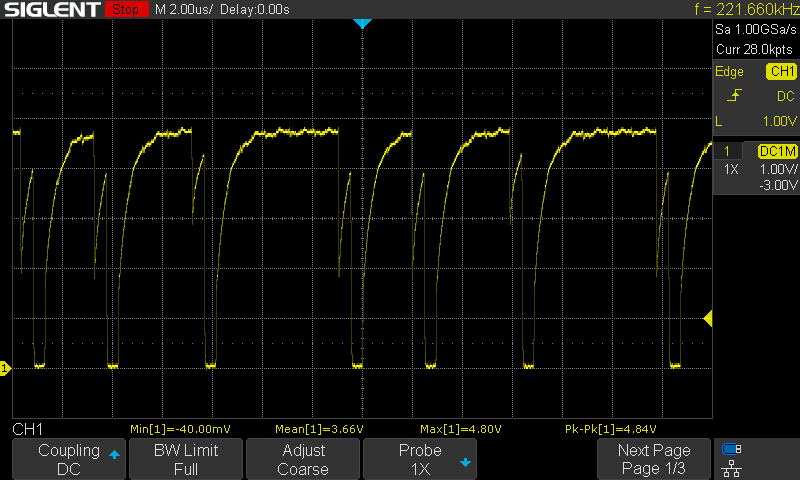 SIGLENT Stop M 2.00us/ Delay:0.00s f = 221.660kHz
Sa 1.00GSa/s
Curr 28.0kpts
Edge CH1
DC
L 1.00V
1 DC1M
1X 1.00V/
-3.00V
1
CH1 Min[1]=-40.00mV Mean[1]=3.66V Max[1]=4.80V Pk-Pk[1]=4.84V
Coupling BW Limit Adjust Probe Next Page
DC Full Coarse 1X Page 1/3